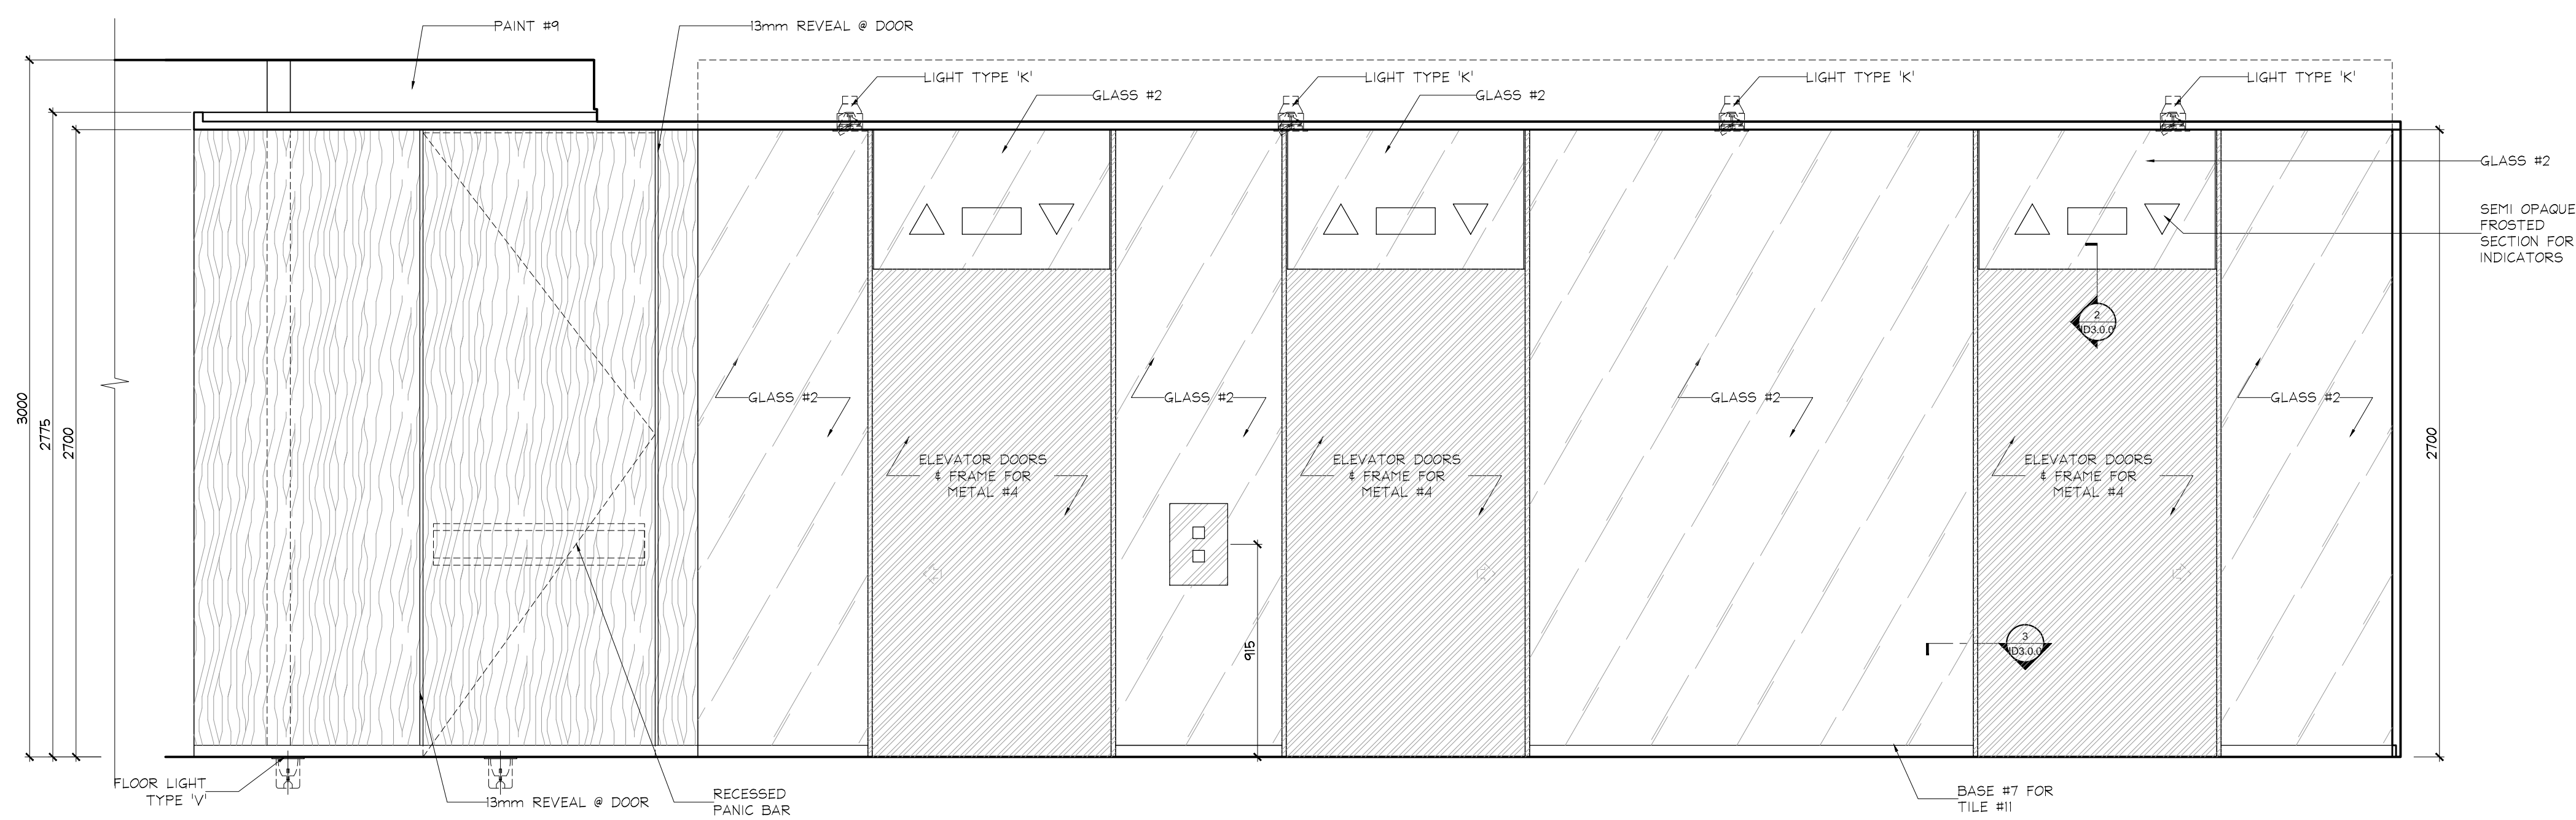 PAINT #9
13mm REVEAL @ DOOR
LIGHT TYPE 'K'
LIGHT TYPE 'K'
LIGHT TYPE 'K'
LIGHT TYPE 'K'
GLASS #2
GLASS #2
GLASS #2
SEMI OPAQUE
FROSTED
SECTION FOR
INDICATORS
2
ID3.0.0
3000
2775
2700
2700
GLASS #2
GLASS #2
GLASS #2
GLASS #2
ELEVATOR DOORS
& FRAME FOR
METAL #4
ELEVATOR DOORS
& FRAME FOR
METAL #4
ELEVATOR DOORS
& FRAME FOR
METAL #4
915
3
ID3.0.0
FLOOR LIGHT
TYPE 'V'
13mm REVEAL @ DOOR
RECESSED
PANIC BAR
BASE #7 FOR
TILE #11